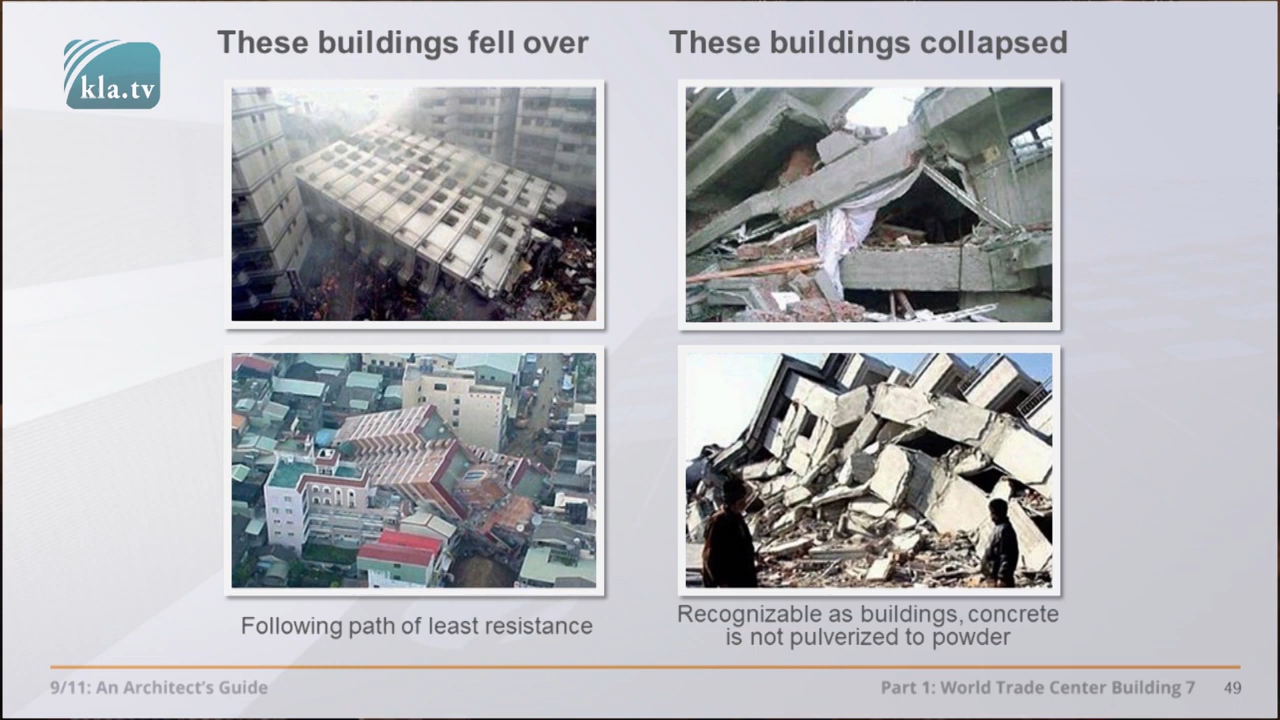 kla.tv
These buildings fell over
These buildings collapsed
Following path of least resistance
Recognizable as buildings, concrete
is not pulverized to powder
9/11: An Architect's Guide
Part 1: World Trade Center Building 7
49